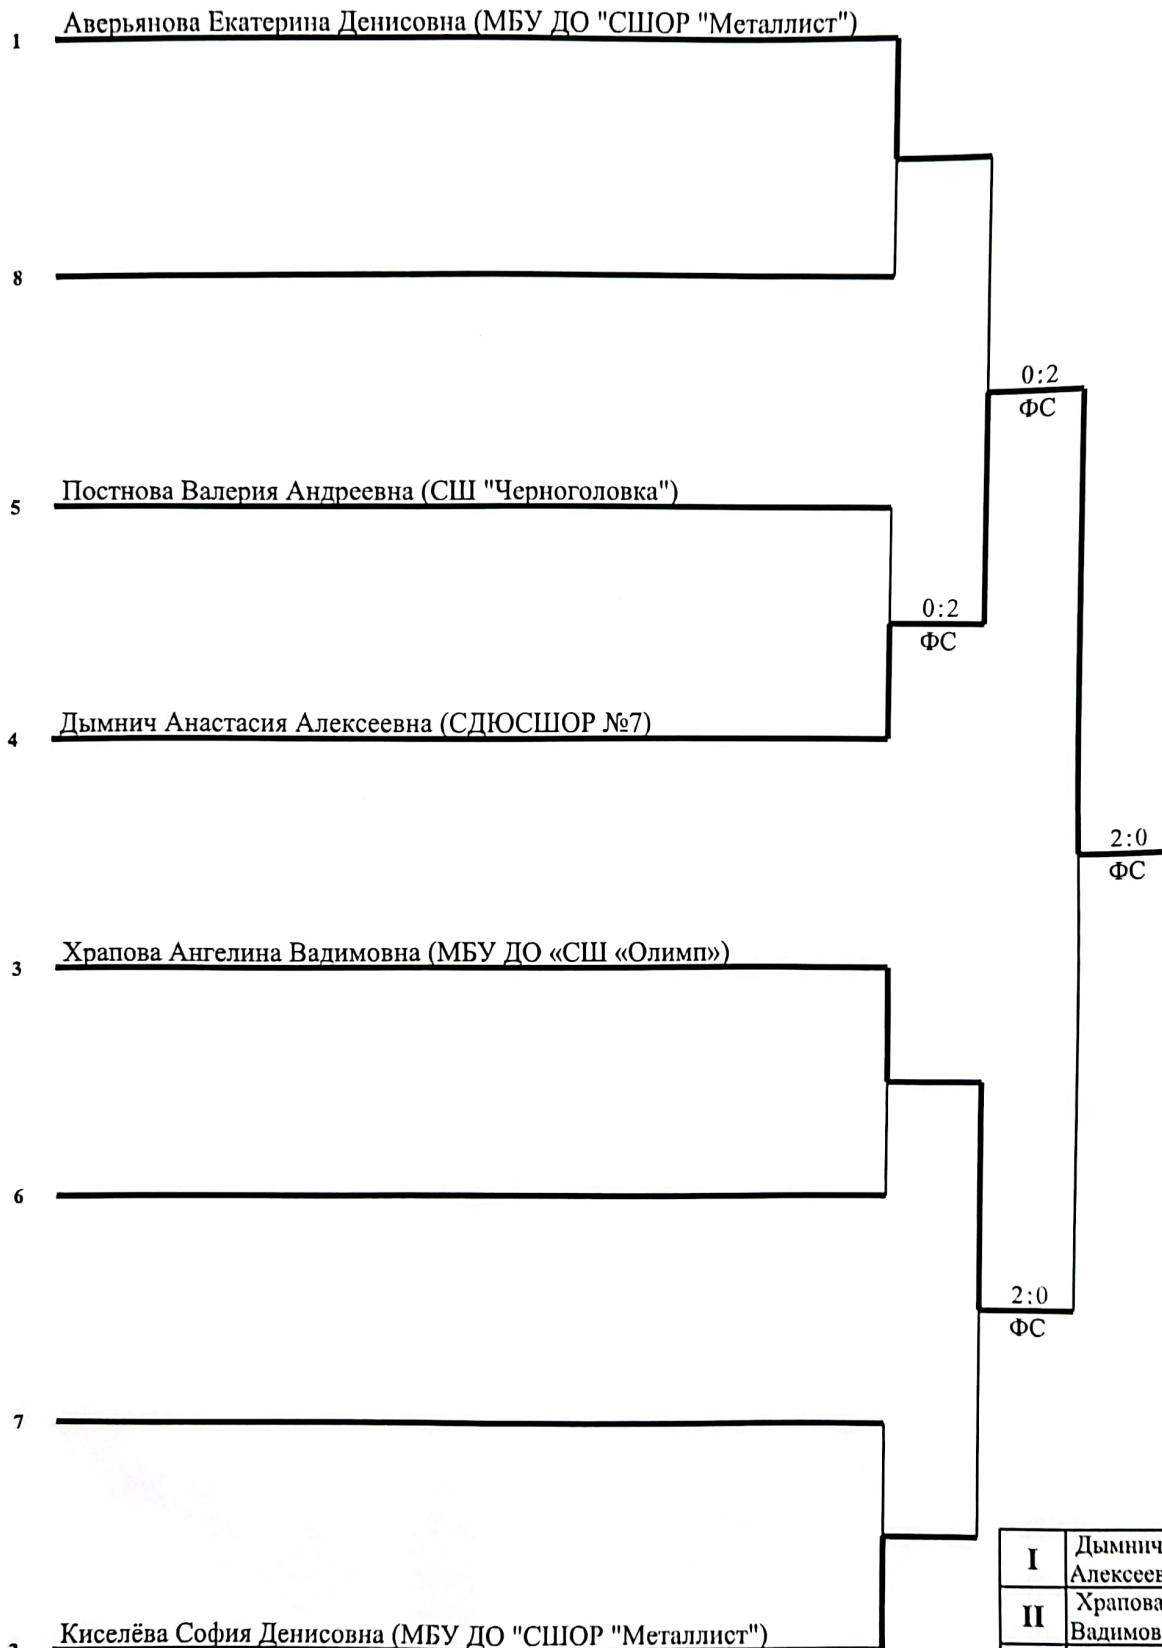 1 Аверьянова Екатерина Денисовна (МБУ ДО "СШОР "Металлист")
8
0:2
ФС
5 Постнова Валерия Андреевна (СШ "Черноголовка")
0:2
ФС
4 Дымнич Анастасия Алексеевна (СДЮСШОР №7)
2:0
ФС
3 Храпова Ангелина Вадимовна (МБУ ДО «СШ «Олимп»)
6
2:0
ФС
7
I Дымнич
Алексеев
II Храпова
Вадимов
Киселёва София Денисовна (МБУ ДО "СШОР "Металлист")